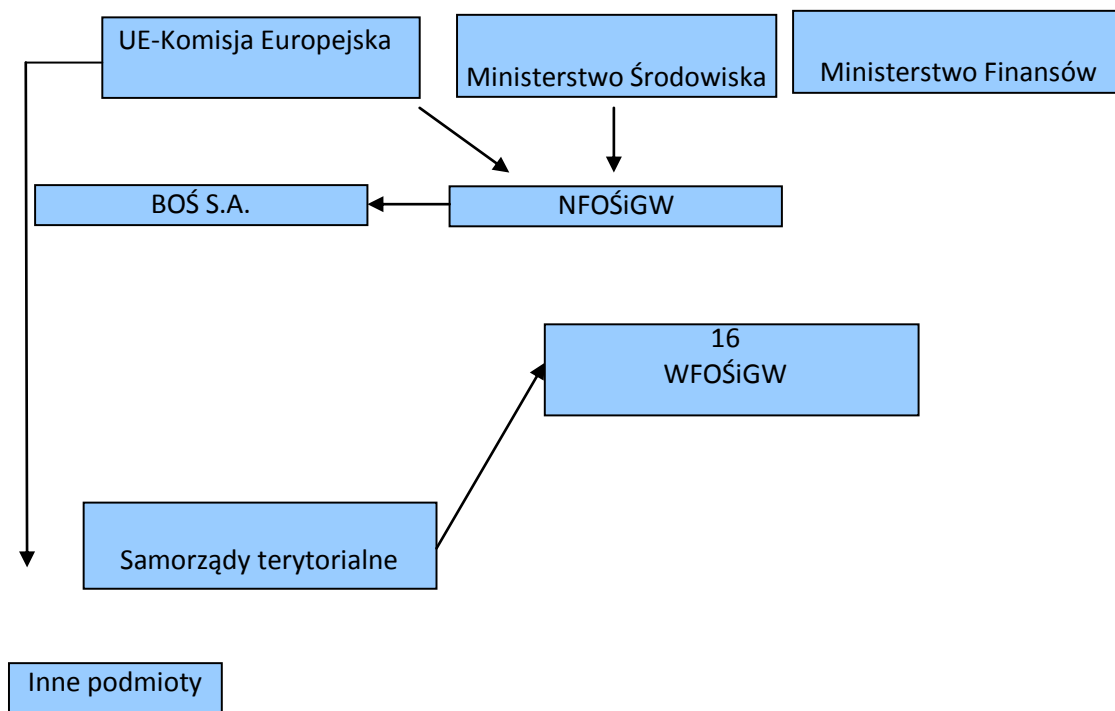 UE-Komisja Europejska
Ministerstwo Środowiska
Ministerstwo Finansów
BOŚ S.A.
NFOŚiGW
16
WFOŚiGW
Samorządy terytorialne
Inne podmioty